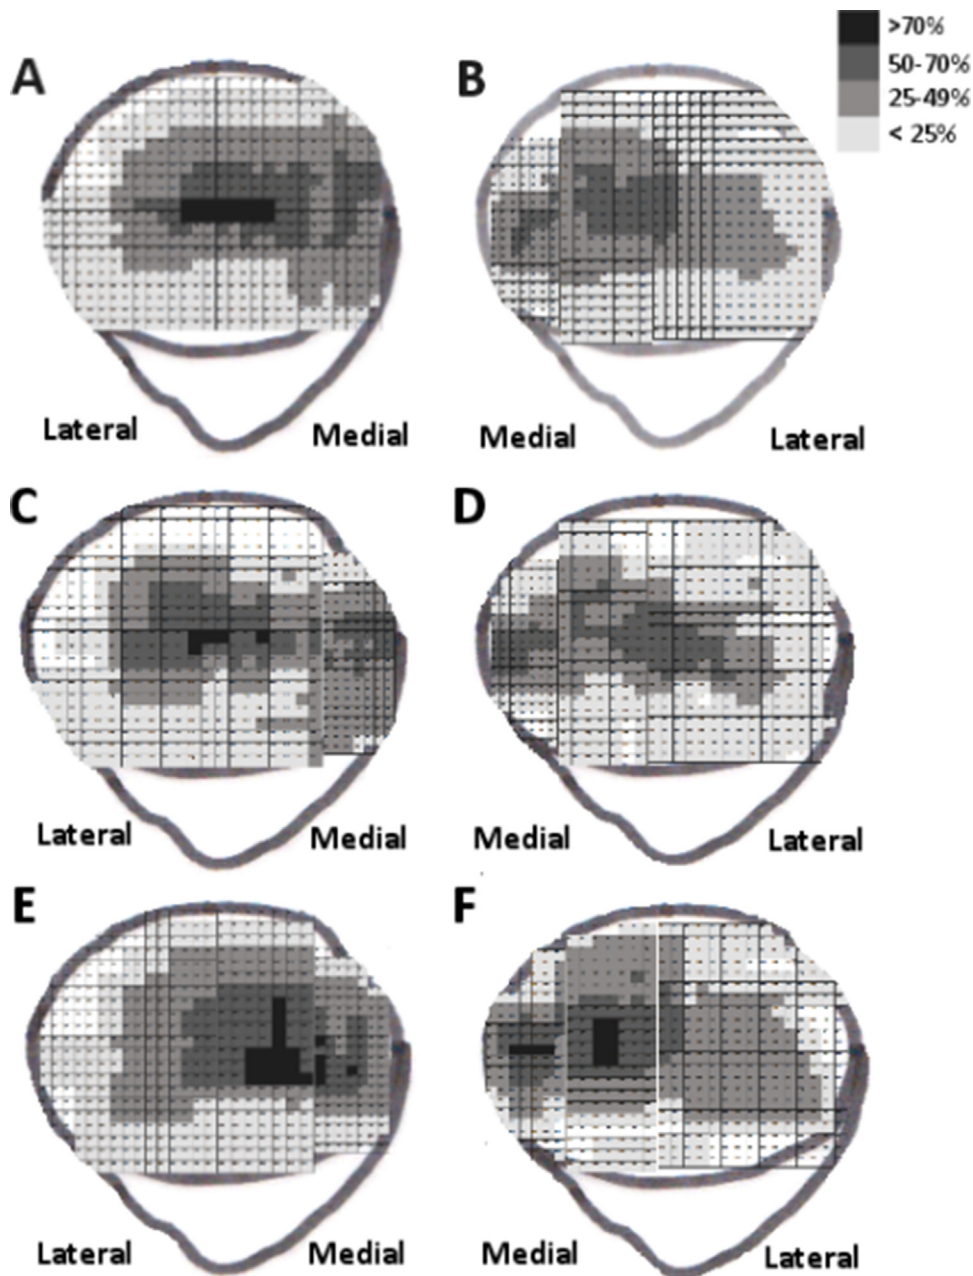 A
B
>70%
50-70%
25-49%
< 25%
Lateral
Medial
Medial
Lateral
C
D
Lateral
Medial
Medial
Lateral
E
F
Lateral
Medial
Medial
Lateral